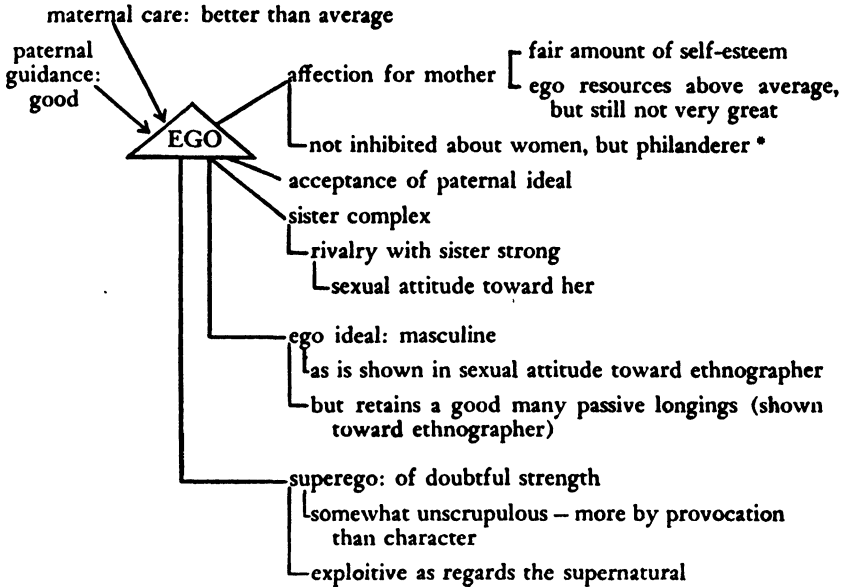 maternal care: better than average
paternal
guidance:
good
EGO
affection for mother
fair amount of self-esteem
ego resources above average,
but still not very great
not inhibited about women, but philanderer *
acceptance of paternal ideal
sister complex
rivalry with sister strong
sexual attitude toward her
ego ideal: masculine
as is shown in sexual attitude toward ethnographer
but retains a good many passive longings (shown
toward ethnographer)
superego: of doubtful strength
somewhat unscrupulous – more by provocation
than character
exploitive as regards the supernatural